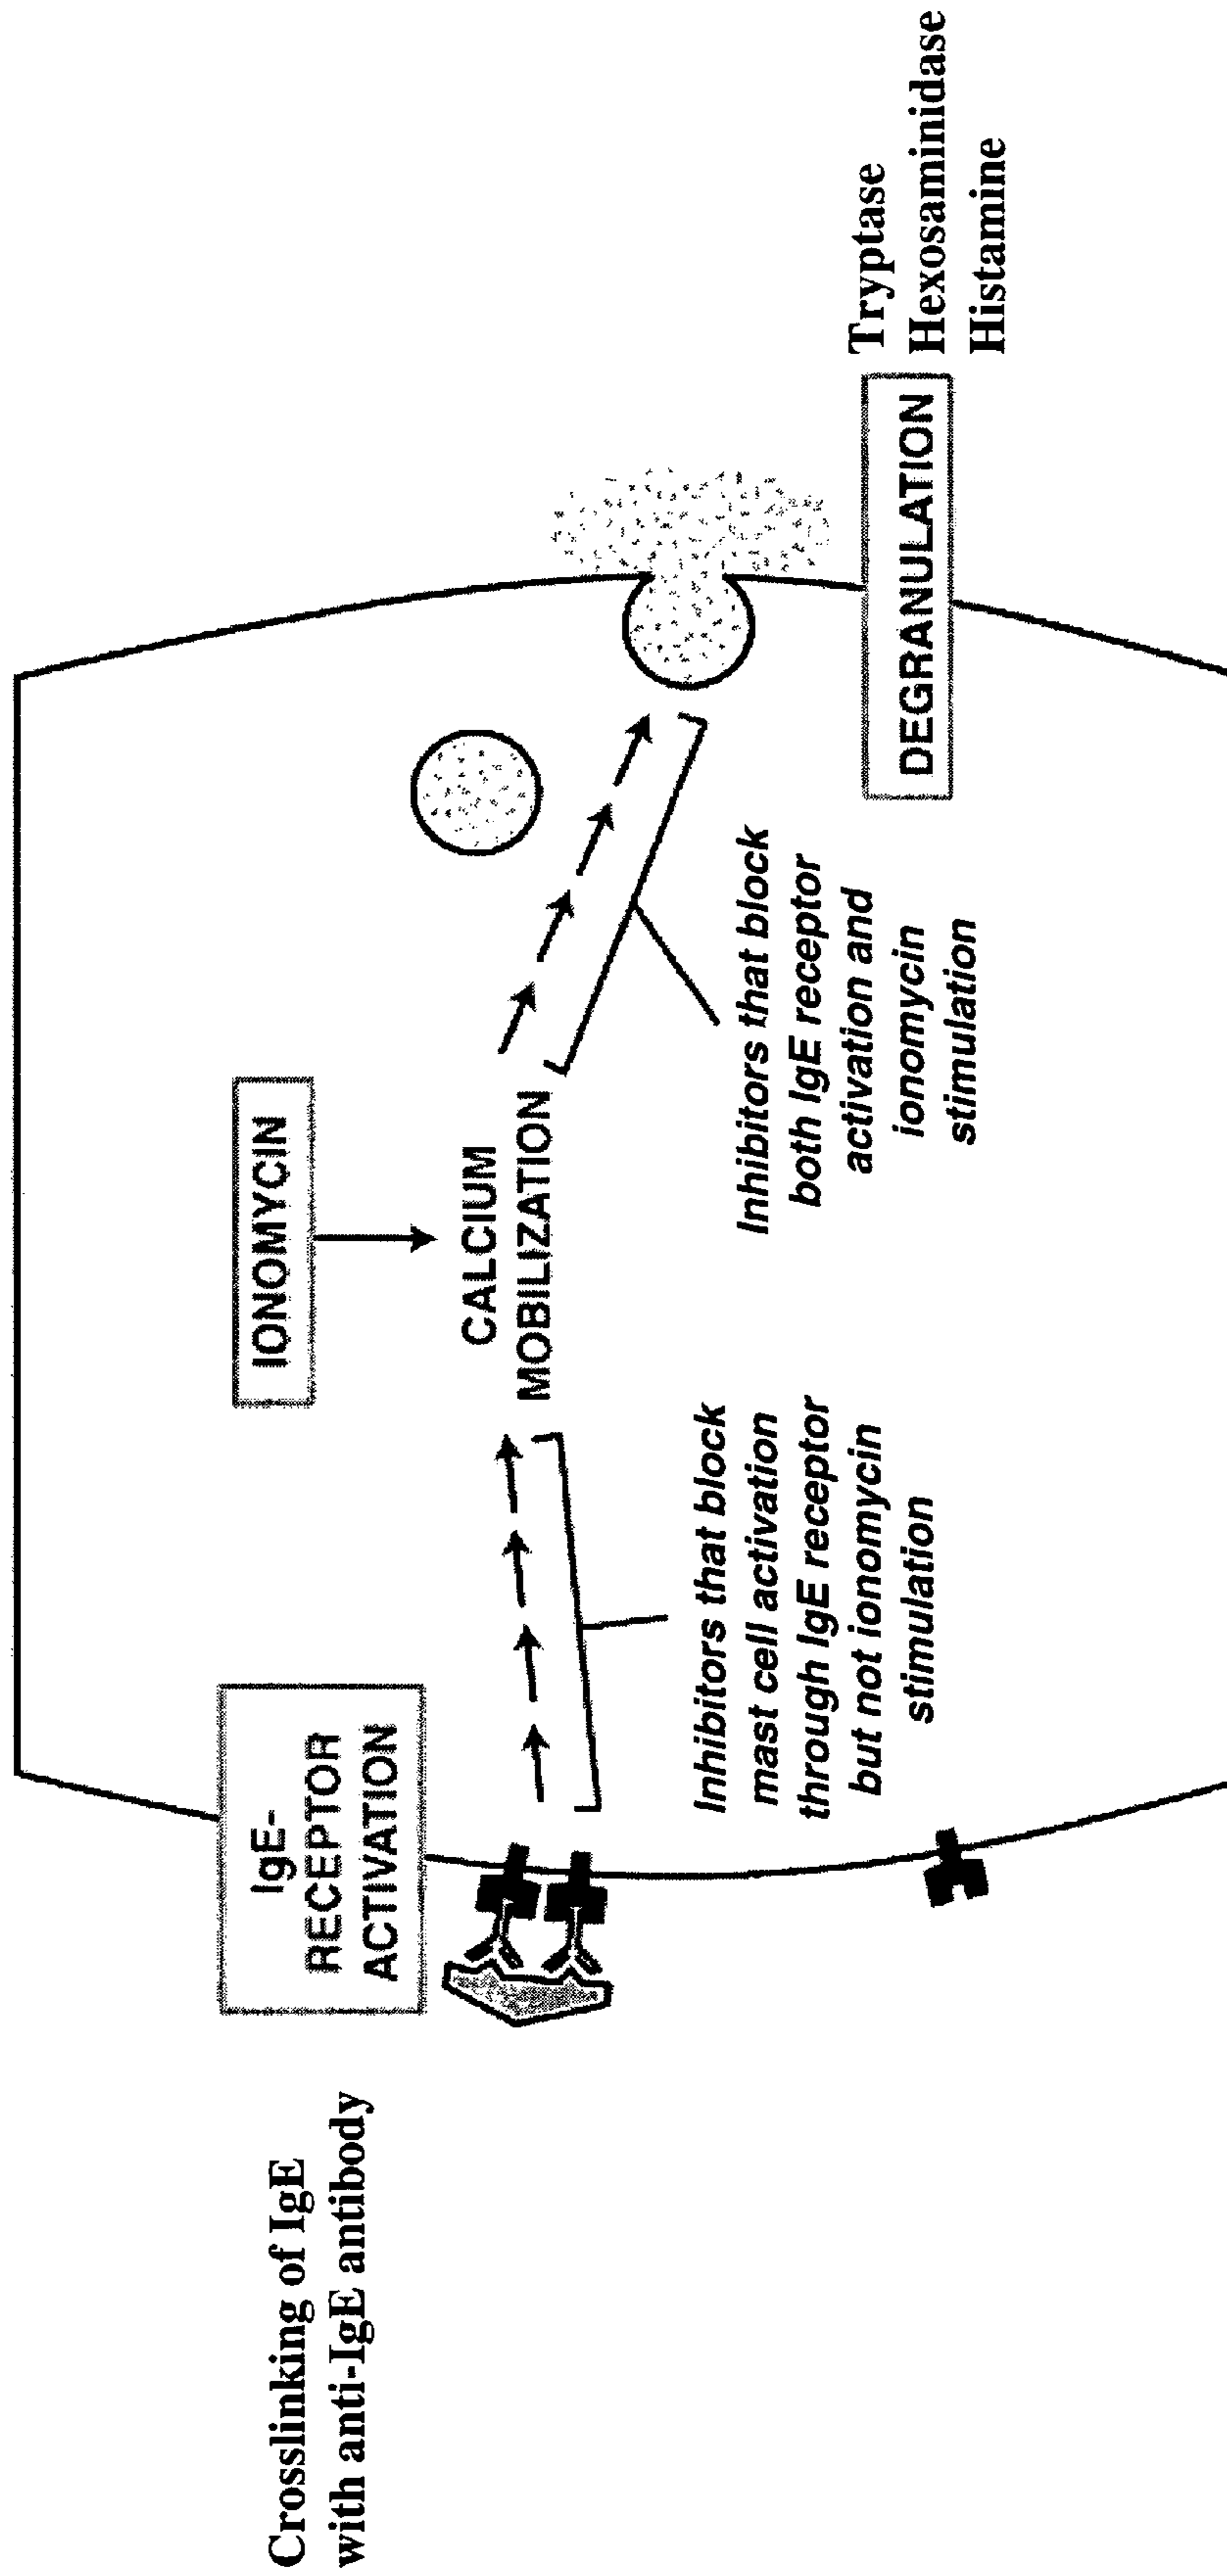 Crosslinking of IgE
with anti-IgE antibody
IgE-
RECEPTOR
ACTIVATION
IONOMYCIN
CALCIUM
MOBILIZATION
Inhibitors that block
mast cell activation
through IgE receptor
but not ionomycin
stimulation
Inhibitors that block
both IgE receptor
activation and
ionomycin
stimulation
DEGRANULATION
Tryptase
Hexosaminidase
Histamine